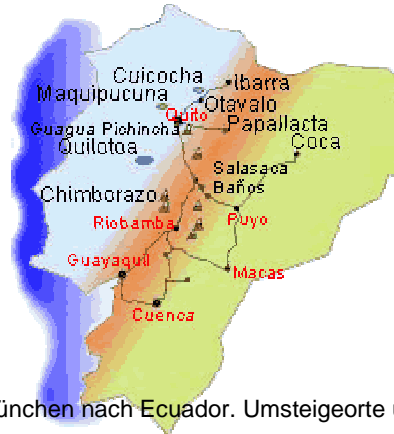 Cuicocha
Ibarra
Maquipucuna
Otavalo
Quito
Guagua Pichincha
Papallacta
Quilotoa
Coca
Salasaca
Baños
Chimborazo
Riobamba
Puyo
Guayaquil
Macas
Cuenca
ünchen nach Ecuador. Umsteigeorte